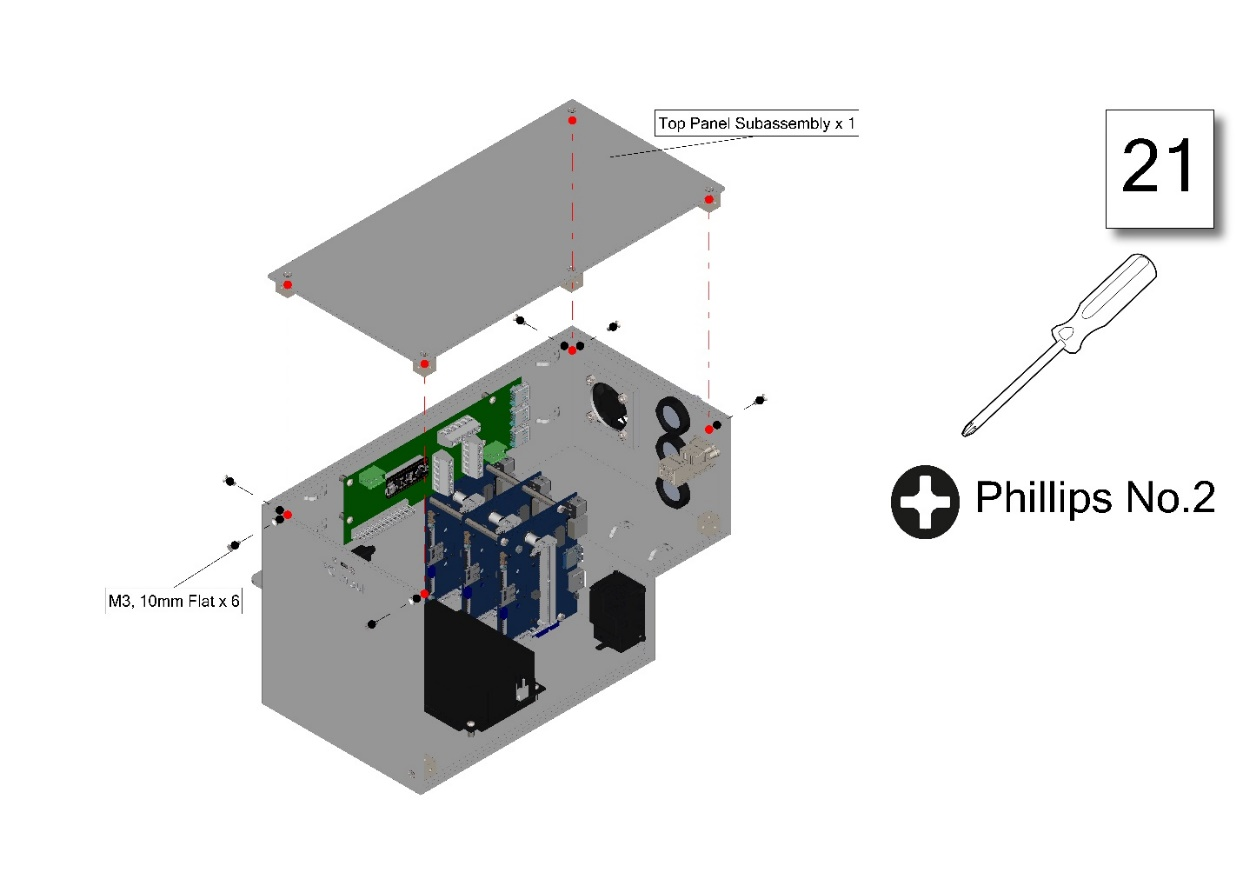 Top Panel Subassembly x 1
21
Phillips No.2
M3, 10mm Flat x 6